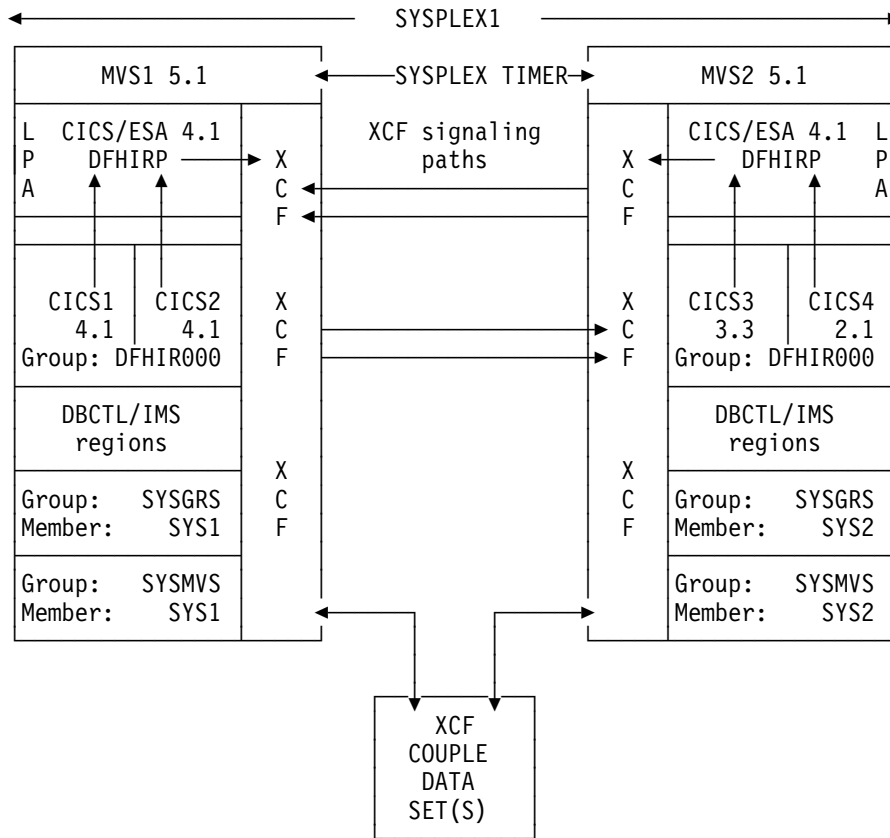 SYSPLEX1
MVS1 5.1 SYSPLEX TIMER MVS2 5.1
L CICS/ESA 4.1 XCF signaling CICS/ESA 4.1 L
P DFHIRP X paths X DFHIRP P
A C C A
F F
X X
CICS1 CICS2 C CICS3 CICS4 C
4.1 4.1 3.3 2.1
Group: DFHIR000 F F Group: DFHIR000
DBCTL/IMS DBCTL/IMS
regions regions
X X
Group: SYSGRS C C Group: SYSGRS
Member: SYS1 F F Member: SYS2
Group: SYSMVS Group: SYSMVS
Member: SYS1 Member: SYS2
XCF
COUPLE
DATA
SET(S)